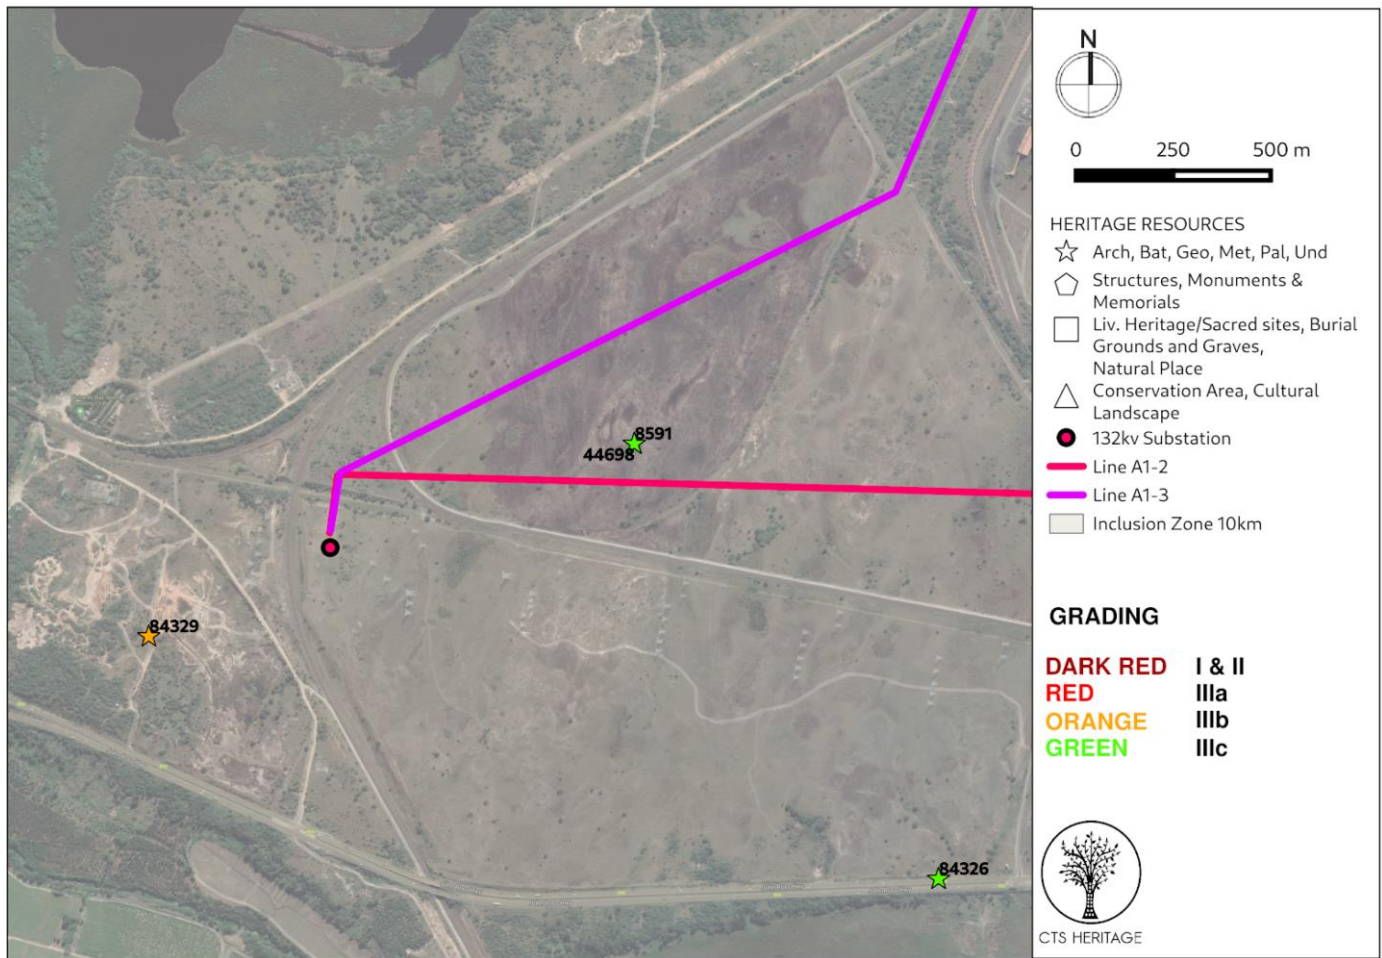 8591
44698
84329
84326
N
0 250 500 m
HERITAGE RESOURCES
Arch, Bat, Geo, Met, Pal, Und
Structures, Monuments &
Memorials
Liv. Heritage/Sacred sites, Burial
Grounds and Graves,
Natural Place
Conservation Area, Cultural
Landscape
132kv Substation
Line A1-2
Line A1-3
Inclusion Zone 10km
GRADING
DARK RED I & II
RED IIIa
ORANGE IIIb
GREEN IIIc
CTS HERITAGE